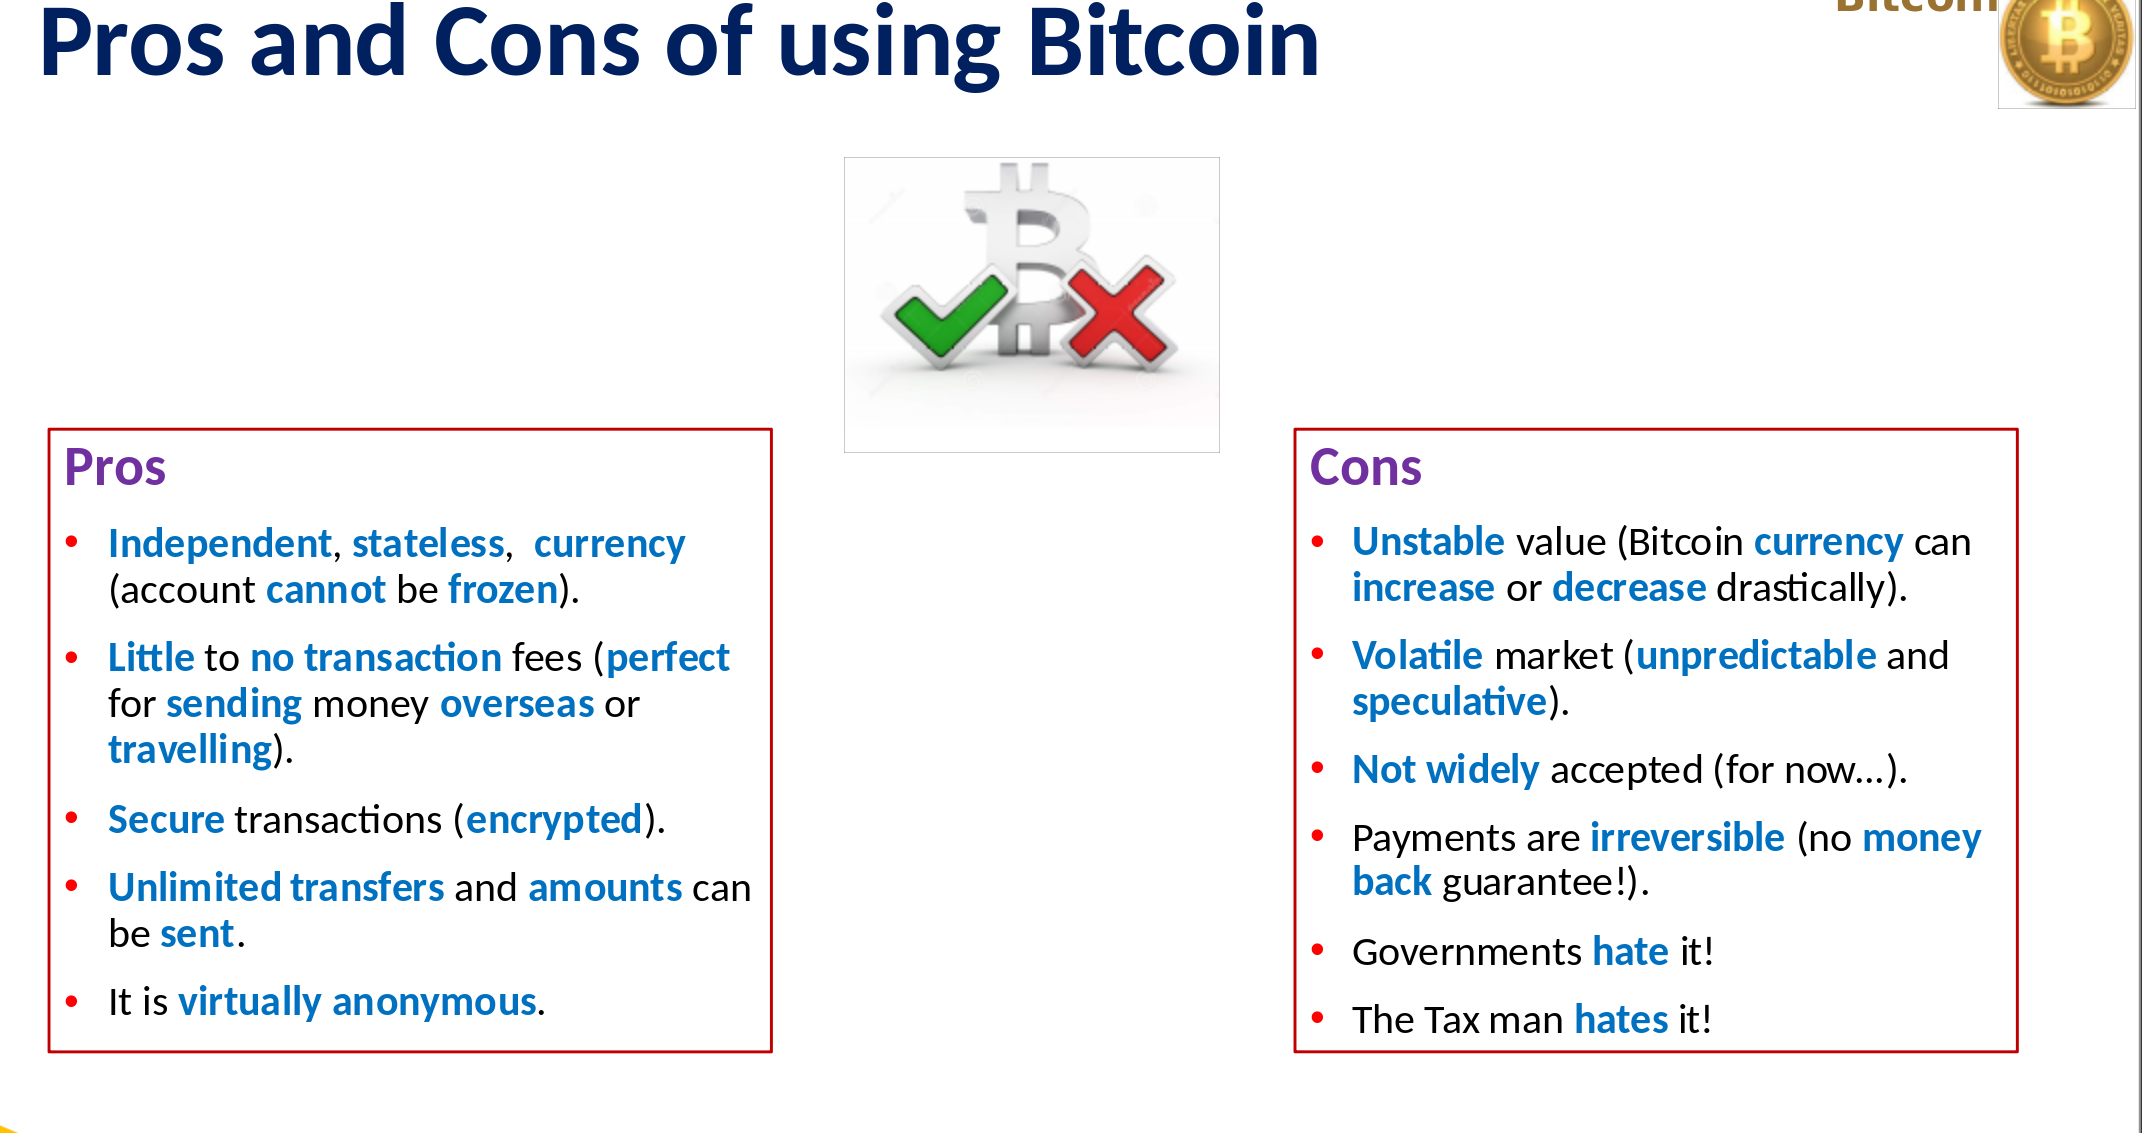 Pros and Cons of using Bitcoin
Pros
• Independent, stateless,  currency
(account cannot be frozen).
• Little to no transaction fees (perfect
for sending money overseas or
travelling).
• Secure transactions (encrypted).
• Unlimited transfers and amounts can
be sent.
• It is virtually anonymous.
Cons
• Unstable value (Bitcoin currency can
increase or decrease drastically).
• Volatile market (unpredictable and
speculative).
• Not widely accepted (for now...).
• Payments are irreversible (no money
back guarantee!).
• Governments hate it!
• The Tax man hates it!